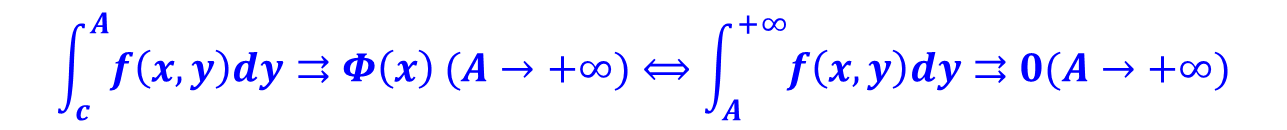 ∫_c^A f(x,y)dy ⇉ Φ(x) (A → +∞) ⟺ ∫_A^{+∞} f(x,y)dy ⇉ 0(A → +∞)